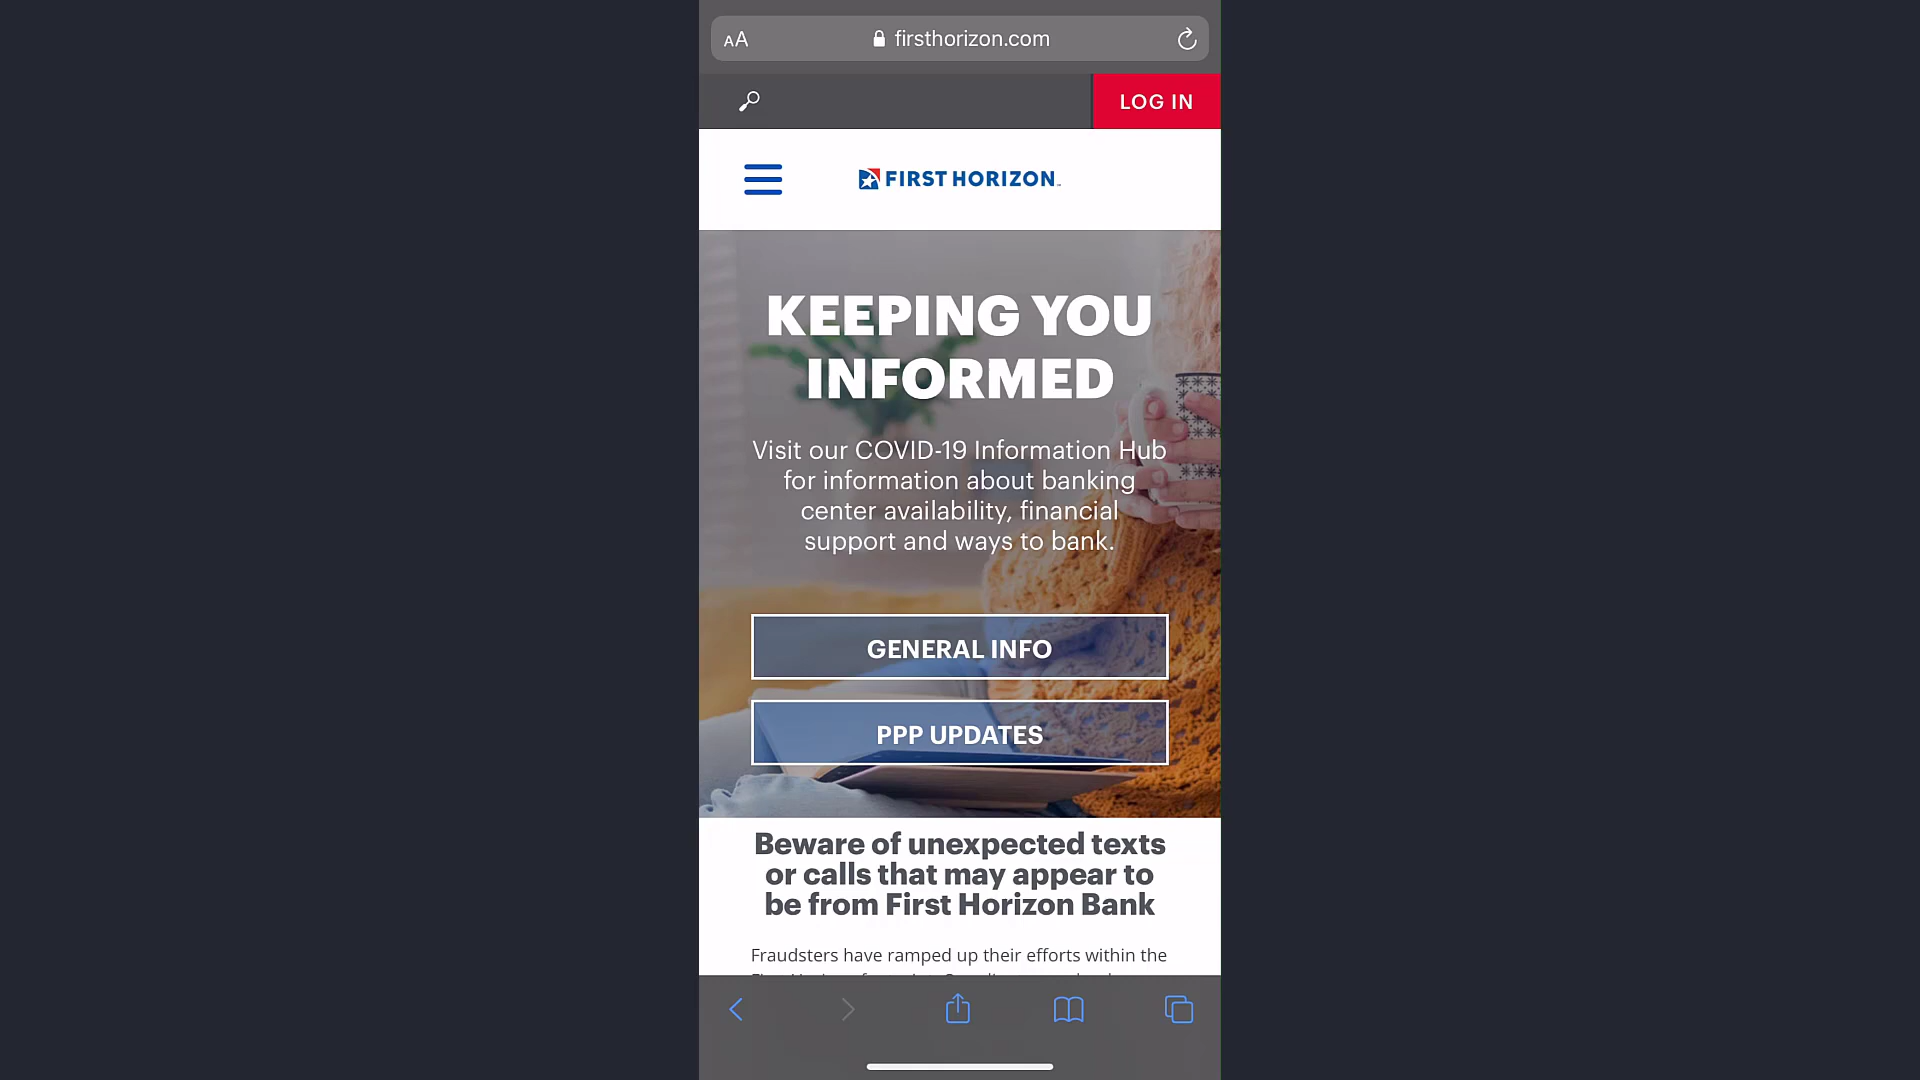 AA firsthorizon.com
LOG IN
FIRST HORIZON
KEEPING YOU
INFORMED
Visit our COVID-19 Information Hub
for information about banking
center availability, financial
support and ways to bank.
GENERAL INFO
PPP UPDATES
Beware of unexpected texts
or calls that may appear to
be from First Horizon Bank
Fraudsters have ramped up their efforts within the